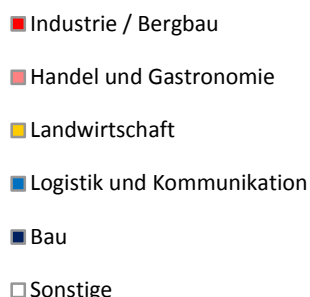 Industrie / Bergbau
Handel und Gastronomie
Landwirtschaft
Logistik und Kommunikation
Bau
Sonstige